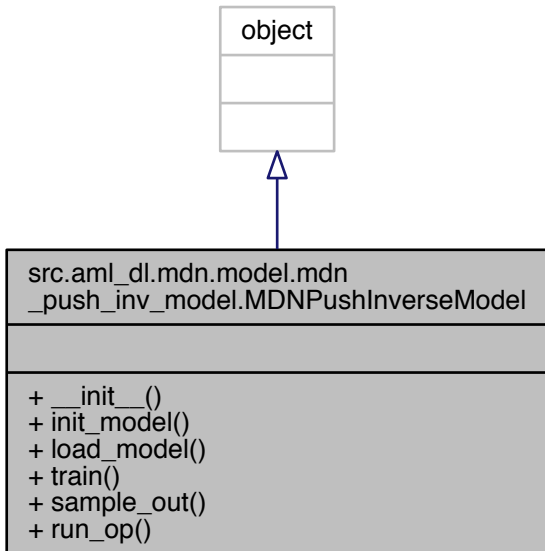 object
src.aml_dl.mdn.model.mdn
_push_inv_model.MDNPushInverseModel
+ __init__()
+ init_model()
+ load_model()
+ train()
+ sample_out()
+ run_op()